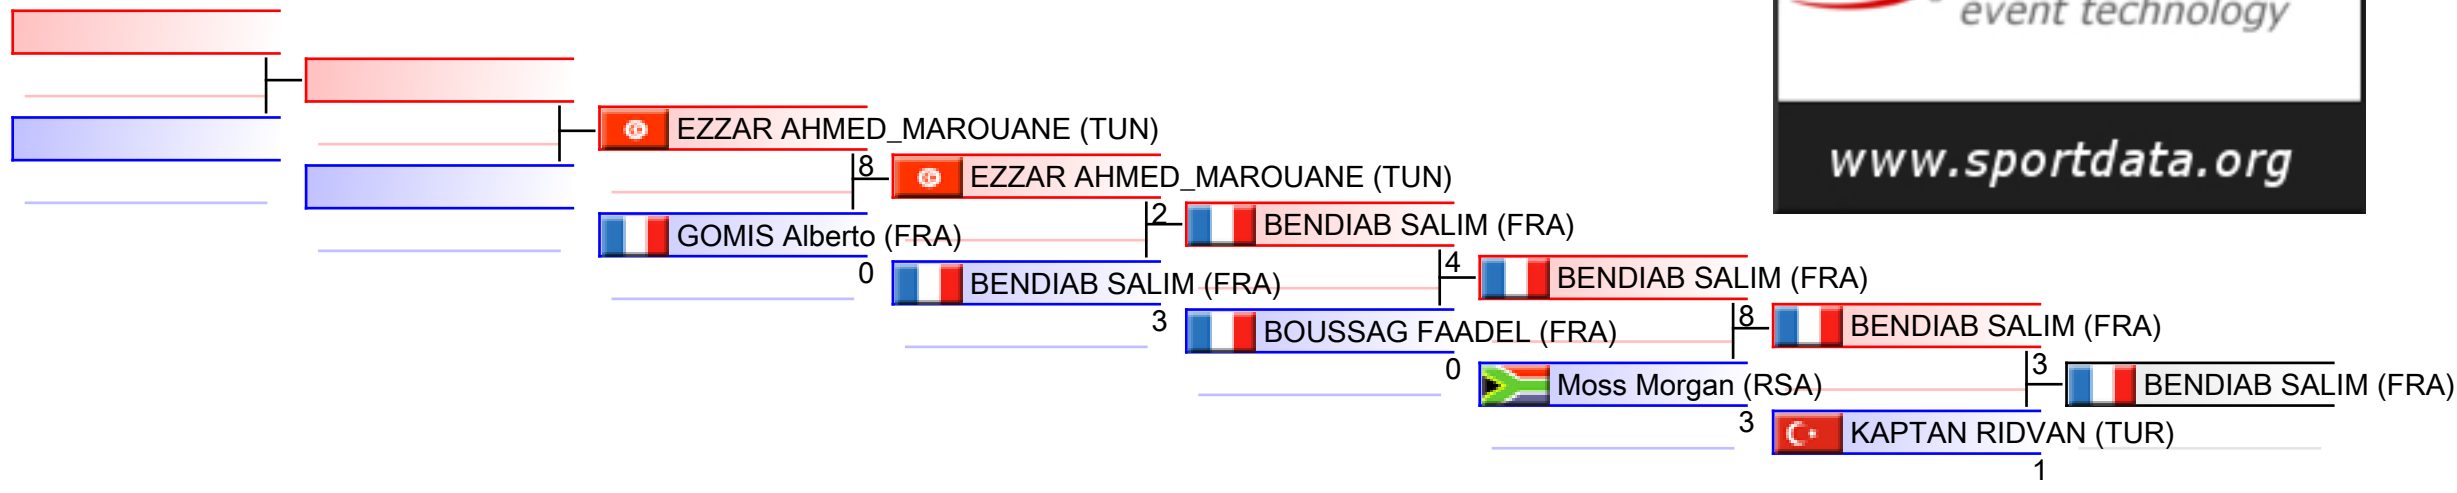 event technology
www.sportdata.org
EZZAR AHMED_MAROUANE (TUN)
8
EZZAR AHMED_MAROUANE (TUN)
2
GOMIS Alberto (FRA)
0
BENDIAB SALIM (FRA)
4
BENDIAB SALIM (FRA)
3
BENDIAB SALIM (FRA)
8
BOUSSAG FAADEL (FRA)
0
BENDIAB SALIM (FRA)
3
Moss Morgan (RSA)
3
BENDIAB SALIM (FRA)
KAPTAN RIDVAN (TUR)
1